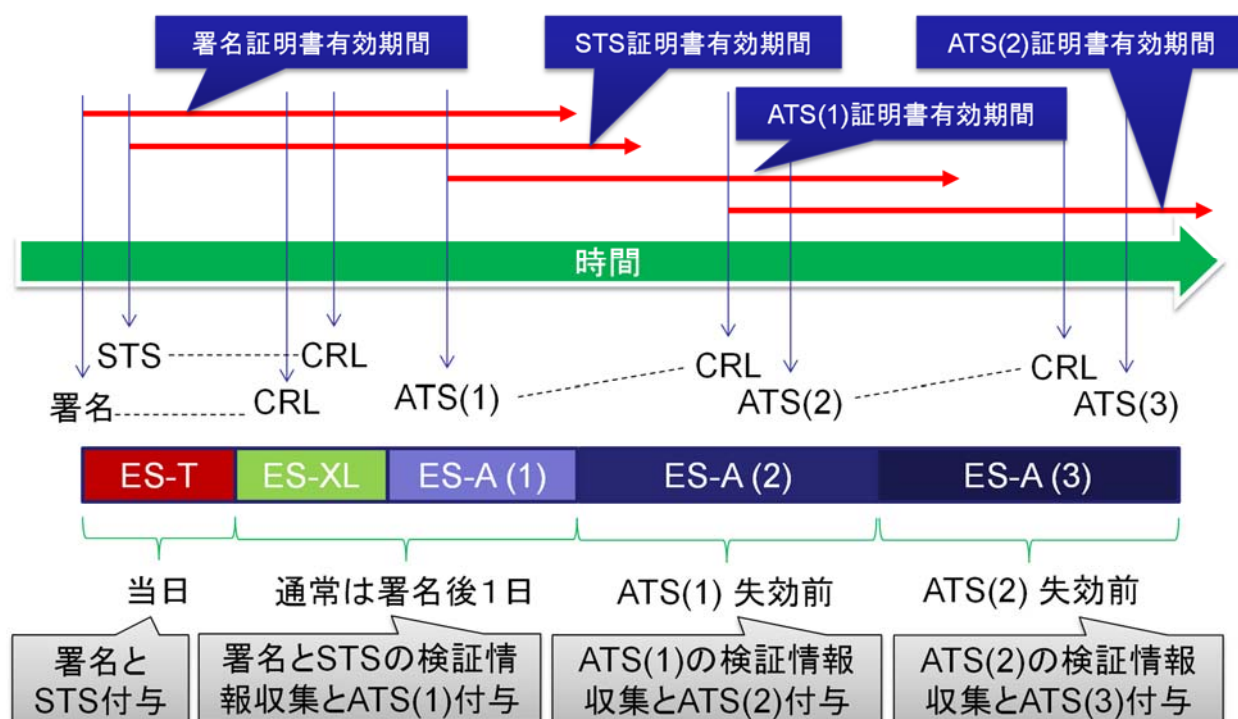 署名証明書有効期間
STS証明書有効期間
ATS(2)証明書有効期間
ATS(1)証明書有効期間
時間
STS
CRL
CRL
CRL
署名
CRL
ATS(1)
ATS(2)
ATS(3)
ES-T
ES-XL
ES-A (1)
ES-A (2)
ES-A (3)
当日
通常は署名後1日
ATS(1) 失効前
ATS(2) 失効前
署名と
STS付与
署名とSTSの検証情
報収集とATS(1)付与
ATS(1)の検証情報
収集とATS(2)付与
ATS(2)の検証情報
収集とATS(3)付与